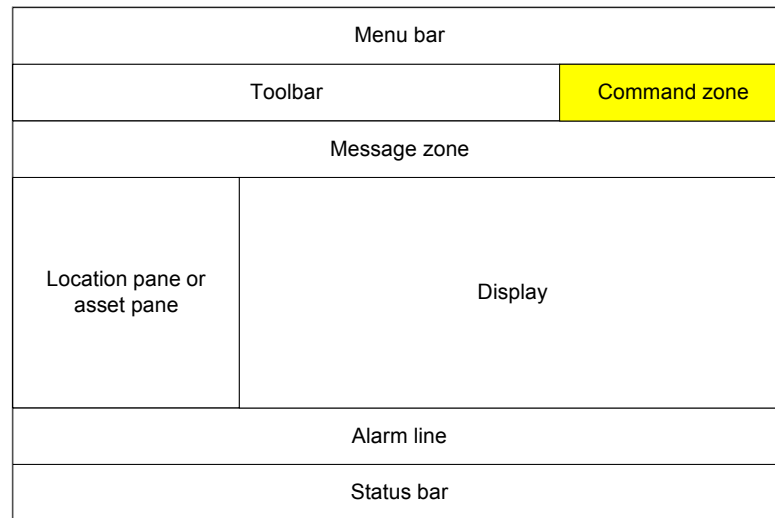 Menu bar
Toolbar
Command zone
Message zone
Location pane or
asset pane
Display
Alarm line
Status bar